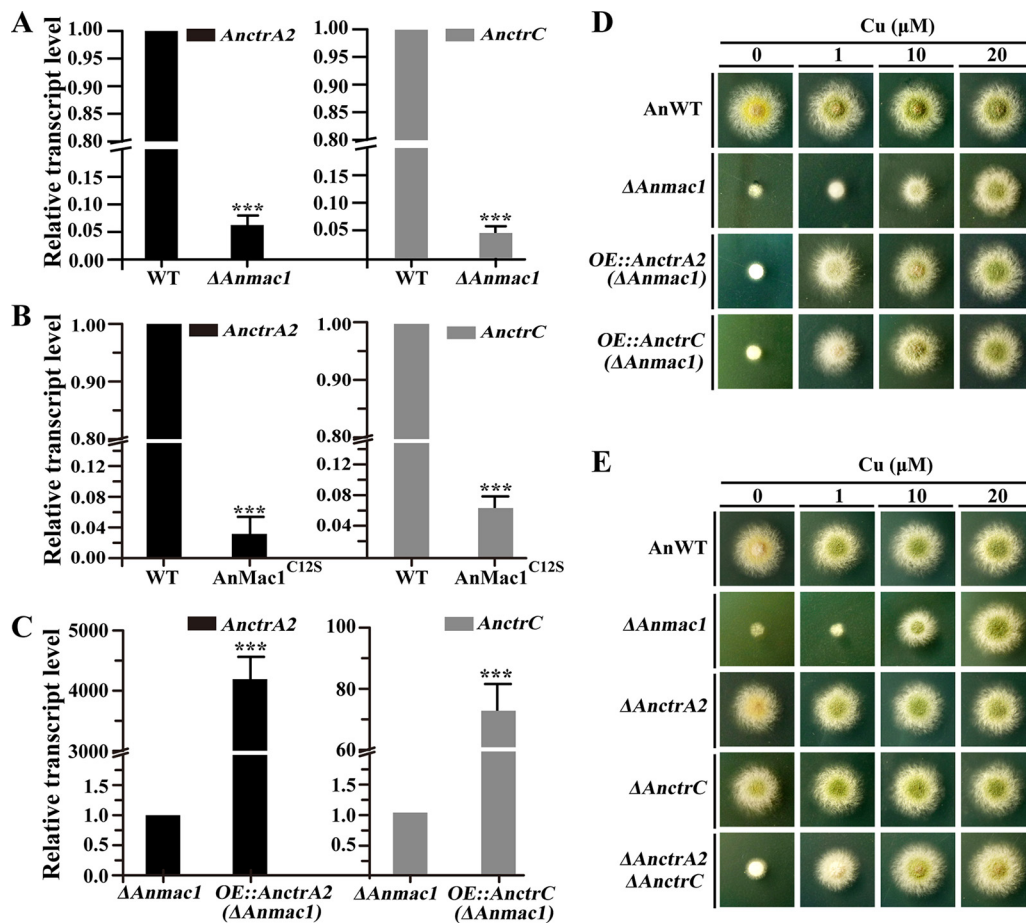 A
Relative transcript level
AnctrA2
1.00
0.95
0.90
0.85
0.80
0.15
0.10
0.05
0.00
WT
ΔAnmac1
AnctrC
1.00
0.95
0.90
0.85
0.80
0.15
0.10
0.05
0.00
WT
ΔAnmac1
B
Relative transcript level
AnctrA2
1.00
0.90
0.80
0.12
0.08
0.04
0.00
***
WT
AnMac1C12S
AnctrC
1.00
0.90
0.80
0.12
0.08
0.04
***
WT
AnMac1C12S
C
Relative transcript level
AnctrA2
5000
4000
3000
1.5
1.0
0.5
0.0
***
ΔAnmac1
OE::AnctrA2
(ΔAnmac1)
AnctrC
100
80
60
1.5
1.0
0.5
***
ΔAnmac1
OE::AnctrC
(ΔAnmac1)
D
Cu (μM)
0 1 10 20
AnWT
ΔAnmac1
OE::AnctrA2
(ΔAnmac1)
OE::AnctrC
(ΔAnmac1)
E
Cu (μM)
0 1 10 20
AnWT
ΔAnmac1
ΔAnctrA2
ΔAnctrC
ΔAnctrA2
ΔAnctrC